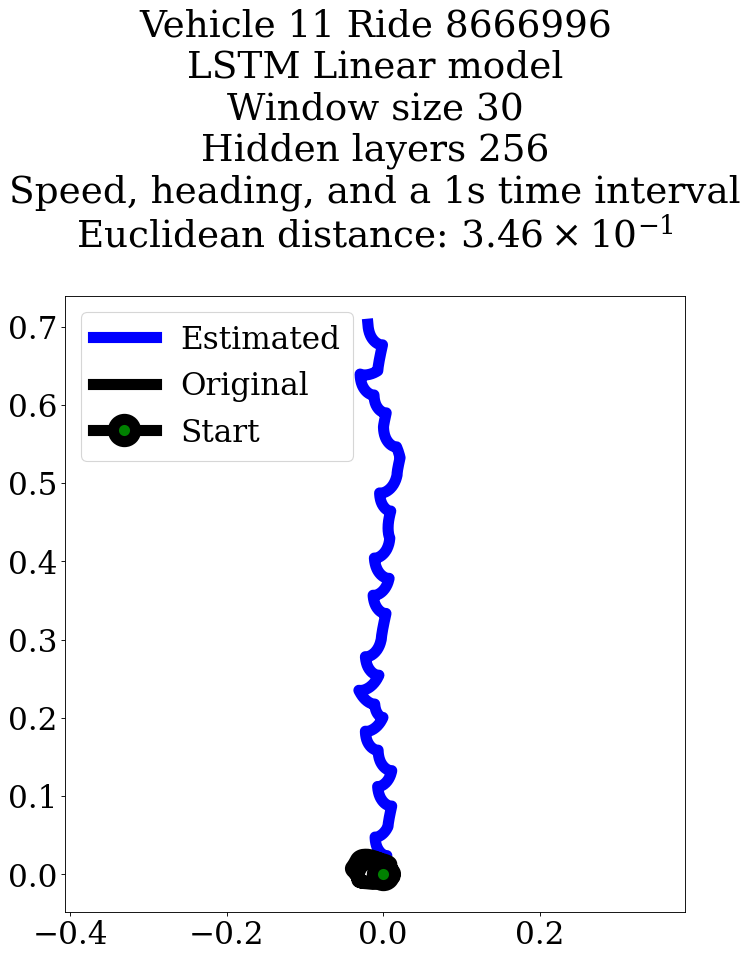 Vehicle 11 Ride 8666996
LSTM Linear model
Window size 30
Hidden layers 256
Speed, heading, and a 1s time interval
Euclidean distance: 3.46 × 10⁻¹
Estimated
Original
Start
0.7
0.6
0.5
0.4
0.3
0.2
0.1
0.0
−0.4 −0.2 0.0 0.2